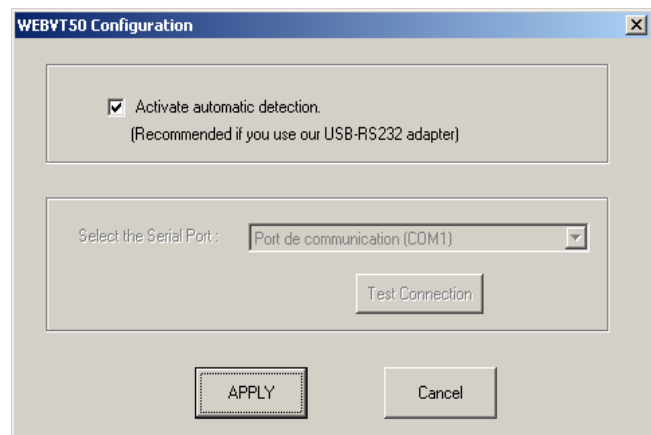 WEBVT50 Configuration
Activate automatic detection.
(Recommended if you use our USB-RS232 adapter)
Select the Serial Port :
Port de communication (COM1)
Test Connection
APPLY
Cancel